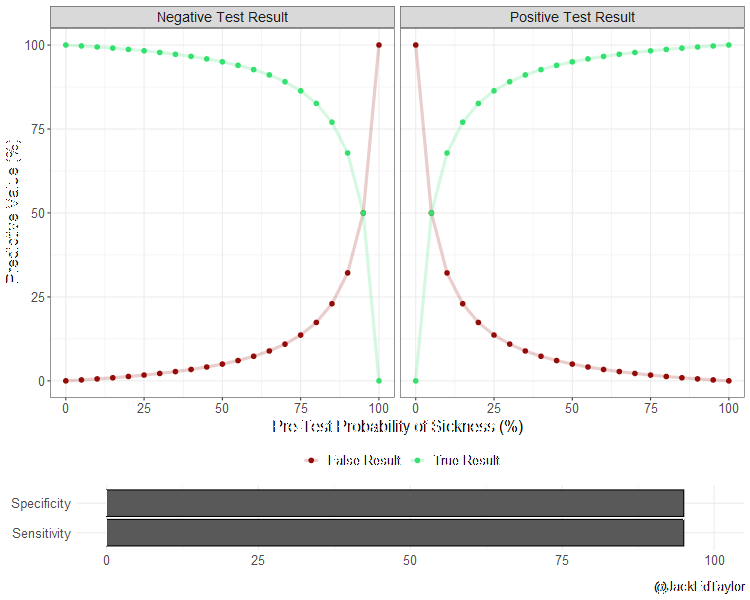 Negative Test Result
Positive Test Result
Predictive Value (%)
100
75
50
25
0
0 25 50 75 100
0 25 50 75 100
Pre-Test Probability of Sickness (%)
False Result True Result
Specificity
Sensitivity
0 25 50 75 100
@JackEdTaylor